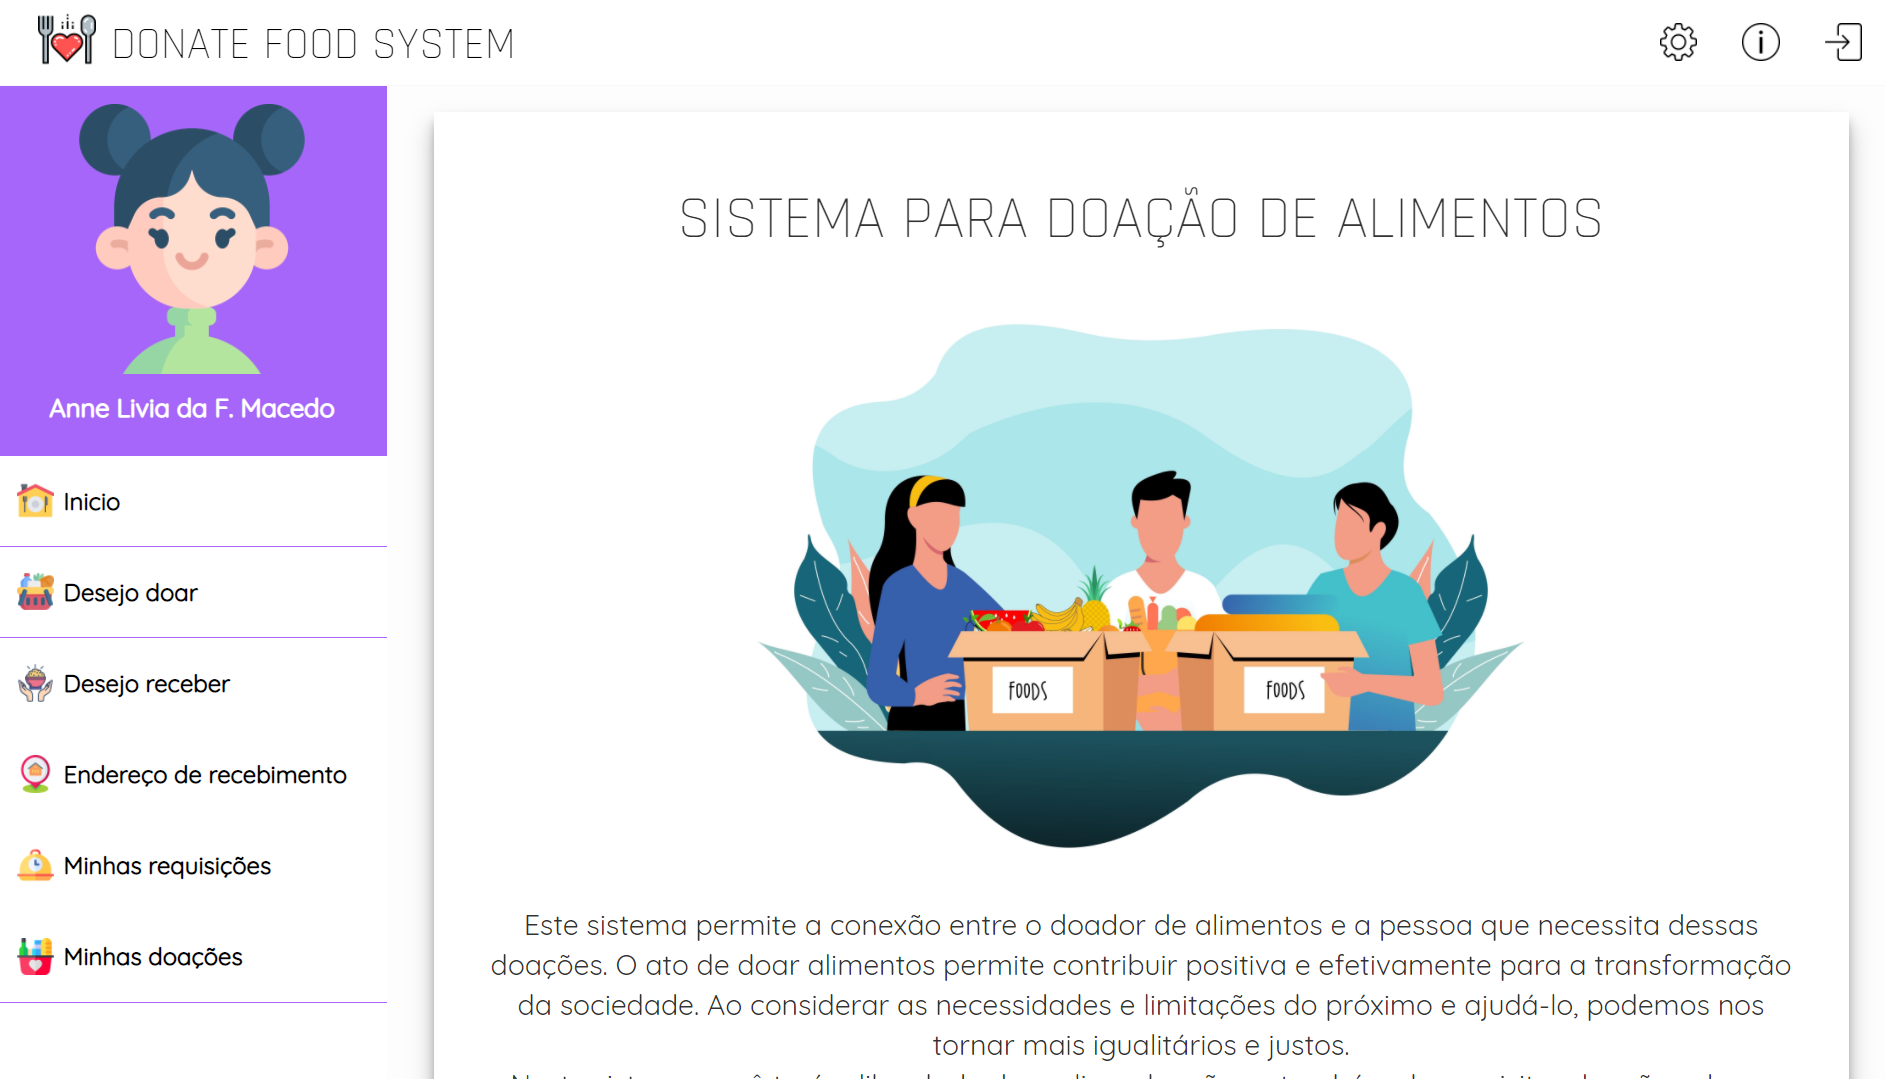 DONATE FOOD SYSTEM
Anne Livia da F. Macedo
Inicio
Desejo doar
Desejo receber
Endereço de recebimento
Minhas requisições
Minhas doações
SISTEMA PARA DOAÇÃO DE ALIMENTOS
FOODS
FOODS
Este sistema permite a conexão entre o doador de alimentos e a pessoa que necessita dessas
doações. O ato de doar alimentos permite contribuir positiva e efetivamente para a transformação
da sociedade. Ao considerar as necessidades e limitações do próximo e ajudá-lo, podemos nos
tornar mais igualitários e justos.